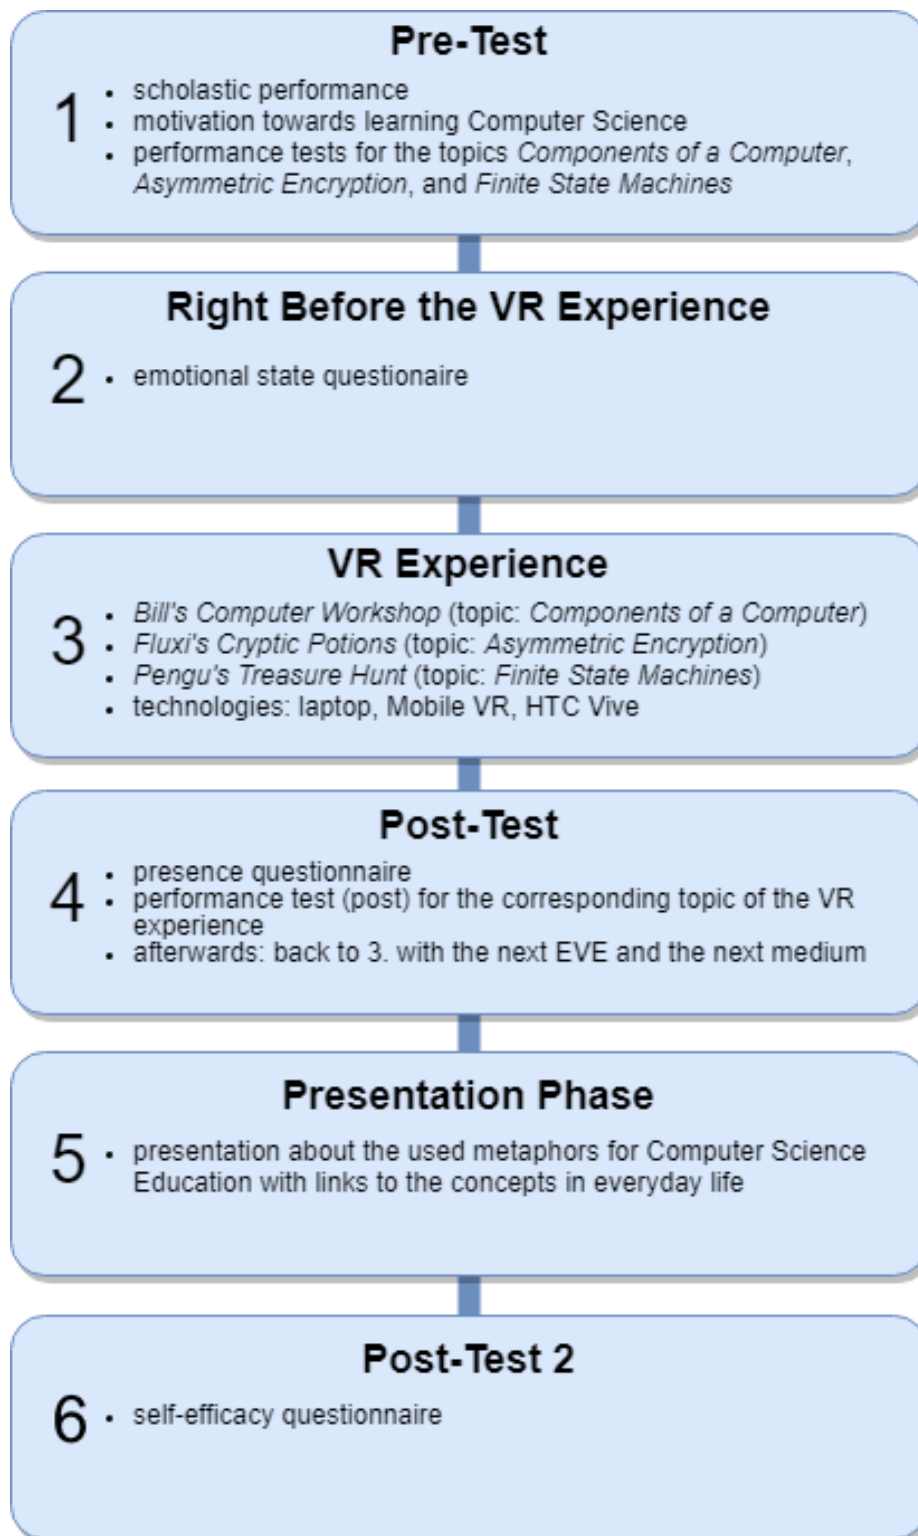 Pre-Test
1
• scholastic performance
• motivation towards learning Computer Science
• performance tests for the topics Components of a Computer,
Asymmetric Encryption, and Finite State Machines
Right Before the VR Experience
2
• emotional state questionaire
VR Experience
3
• Bill's Computer Workshop (topic: Components of a Computer)
• Fluxi's Cryptic Potions (topic: Asymmetric Encryption)
• Pengu's Treasure Hunt (topic: Finite State Machines)
• technologies: laptop, Mobile VR, HTC Vive
Post-Test
4
• presence questionnaire
• performance test (post) for the corresponding topic of the VR
experience
• afterwards: back to 3. with the next EVE and the next medium
Presentation Phase
5
• presentation about the used metaphors for Computer Science
Education with links to the concepts in everyday life
Post-Test 2
6
• self-efficacy questionnaire